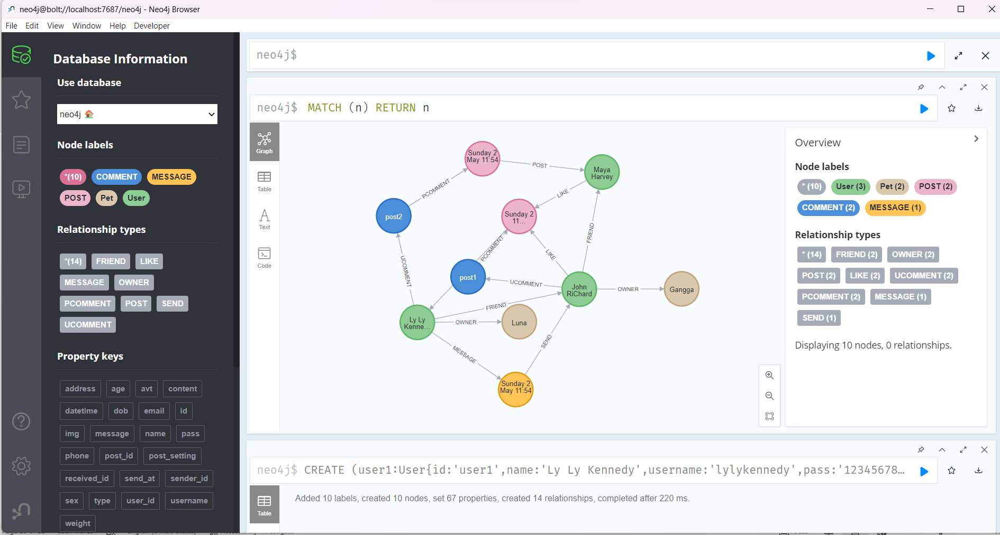 neo4j@bolt://localhost:7687/neo4j - Neo4j Browser
File Edit View Window Help Developer
Database Information
Use database
neo4j
Node labels
*(10) COMMENT MESSAGE
POST Pet User
Relationship types
*(14) FRIEND LIKE
MESSAGE OWNER
PCOMMENT POST SEND
UCOMMENT
Property keys
address age avt content
datetime dob email id
img message name pass
phone post_id post_setting
received_id send_at sender_id
sex type user_id username
weight
neo4j$
neo4j$ MATCH (n) RETURN n
Graph
Table
Text
Code
Sunday 2
May 11:54
POST
Maya
Harvey
PCOMMENT
LIKE
post2
Sunday 2
11...
FRIEND
PCOMMENT
LIKE
UCOMMENT
post1
UCOMMENT
John
RiChard
OWNER
Gangga
FRIEND
Ly Ly
Kenne...
OWNER
Luna
MESSAGE
SEND
Sunday 2
May 11:54
Overview
Node labels
* (10) User (3) Pet (2) POST (2)
COMMENT (2) MESSAGE (1)
Relationship types
* (14) FRIEND (2) OWNER (2)
POST (2) LIKE (2) UCOMMENT (2)
PCOMMENT (2) MESSAGE (1)
SEND (1)
Displaying 10 nodes, 0 relationships.
neo4j$ CREATE (user1:User{id:'user1',name:'Ly Ly Kennedy',username:'lylykennedy',pass:'12345678...
Table
Added 10 labels, created 10 nodes, set 67 properties, created 14 relationships, completed after 220 ms.